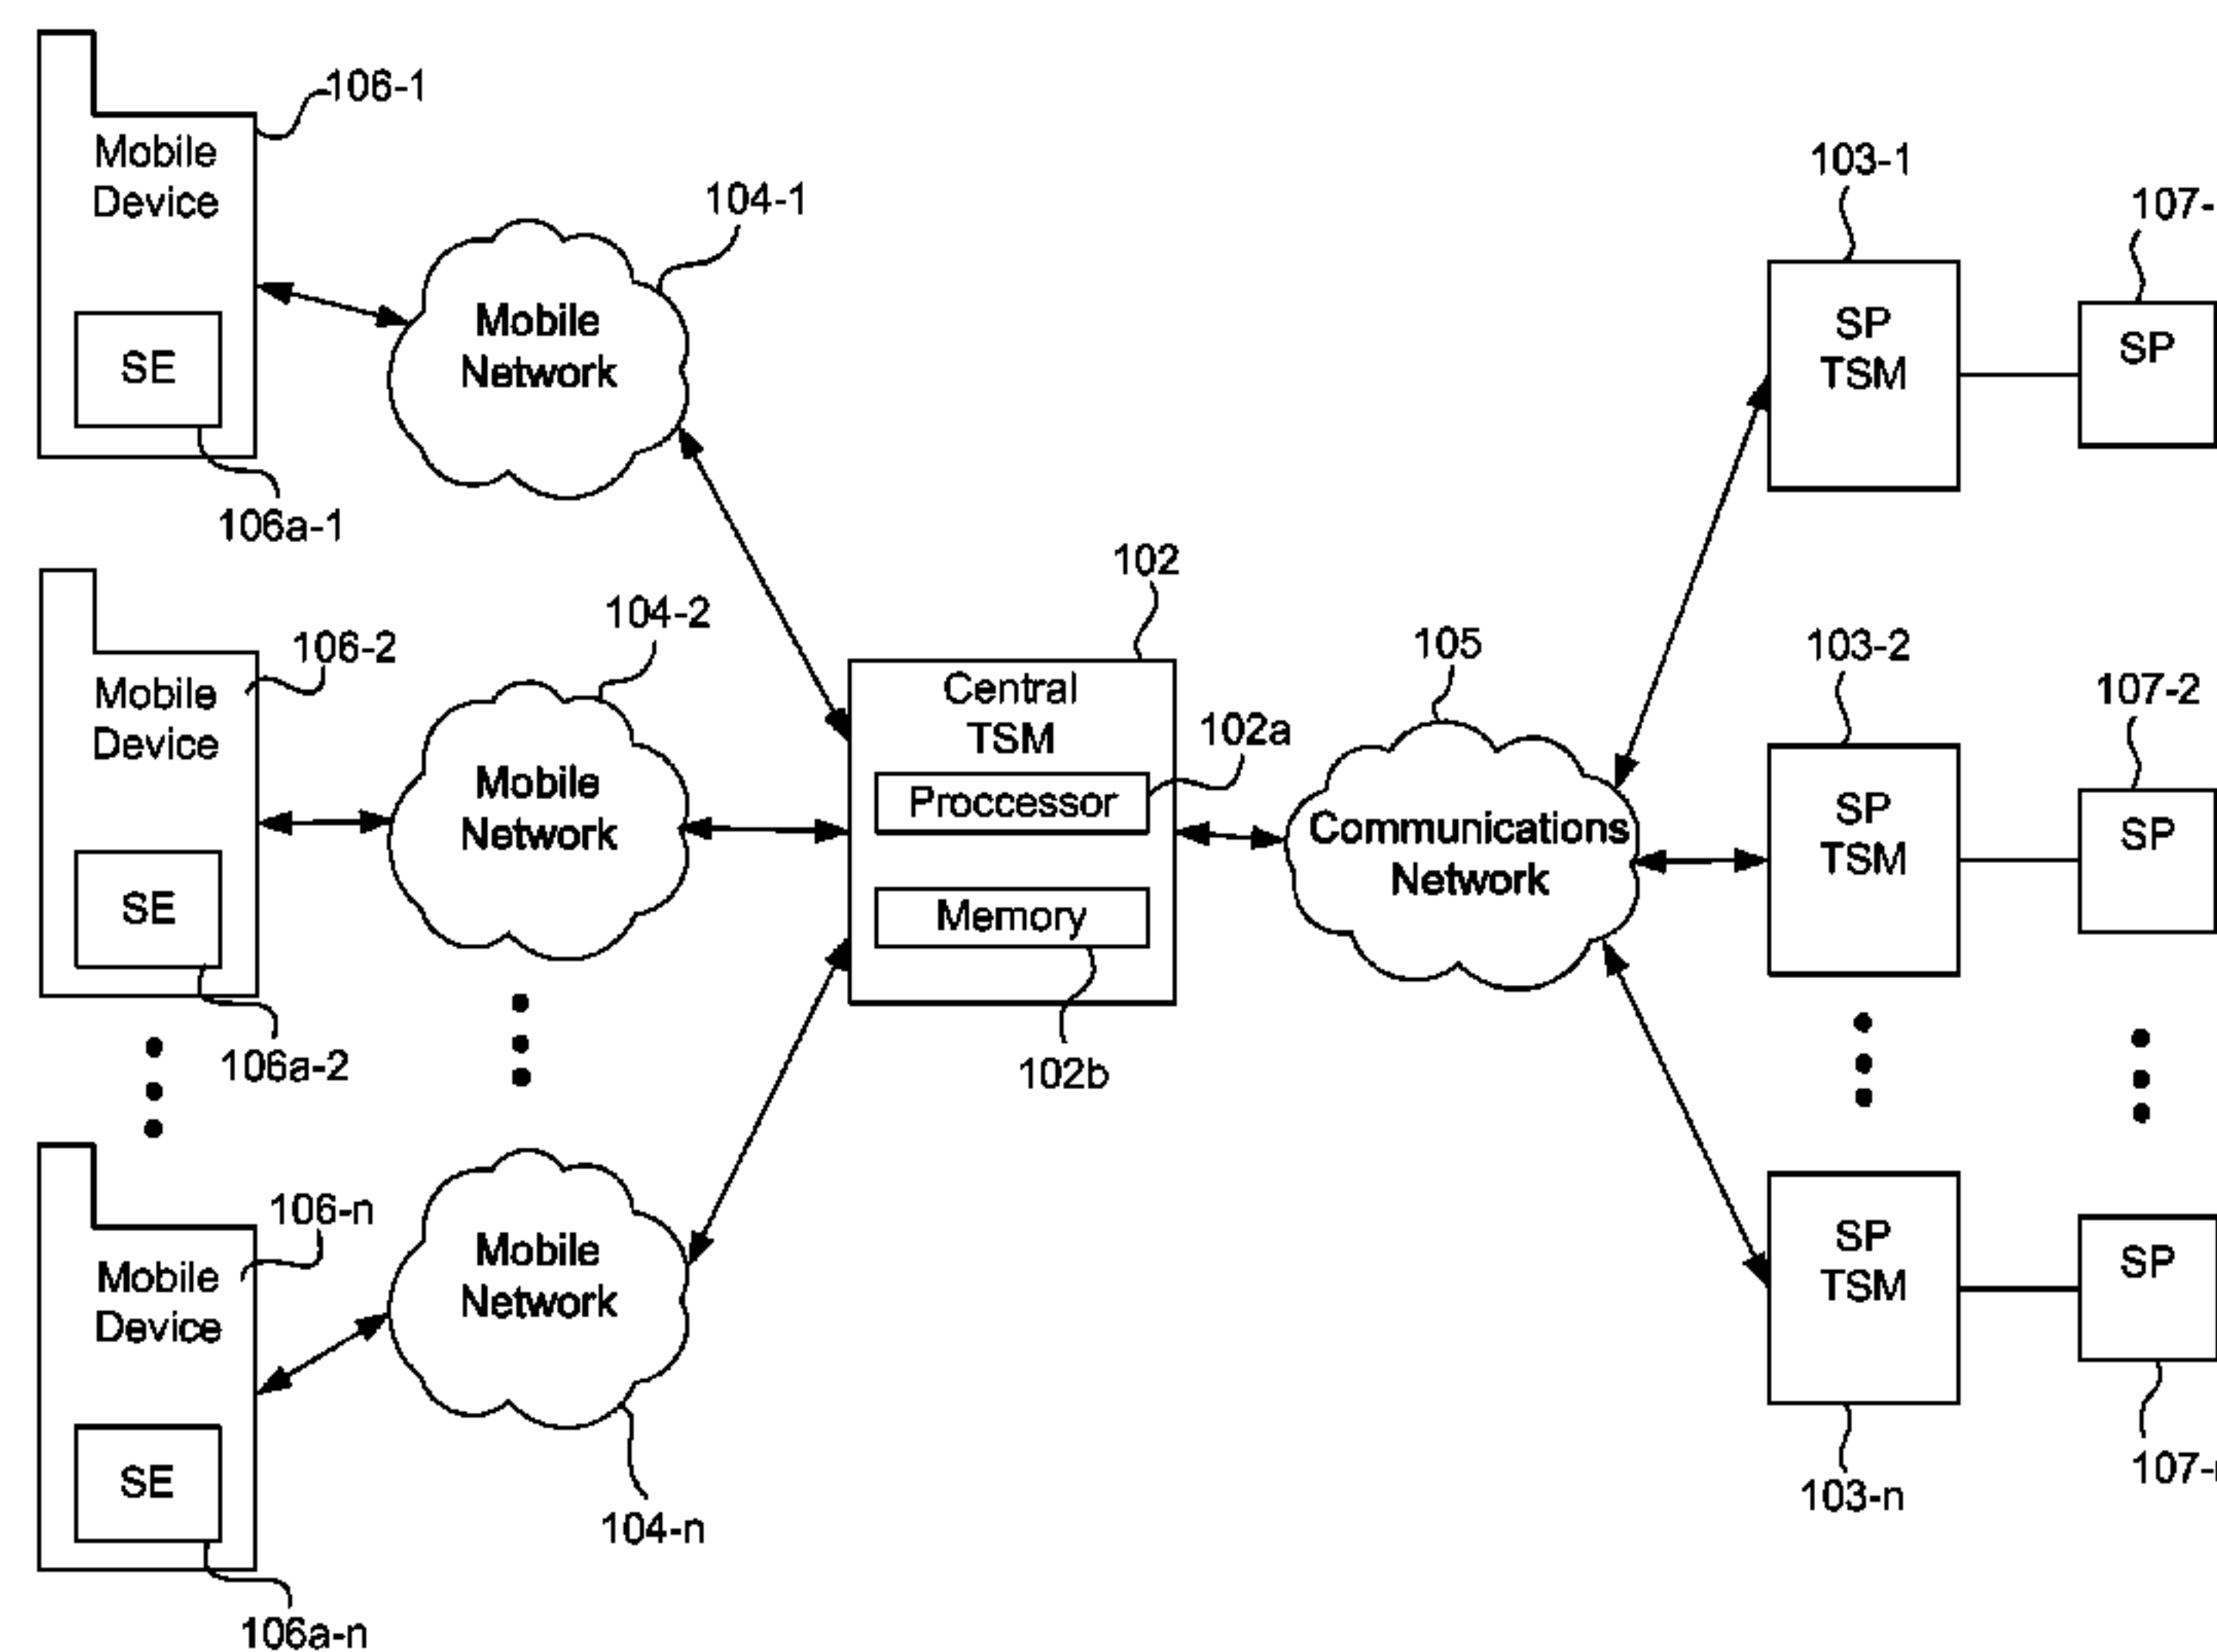 106-1
Mobile
Device
SE
106a-1
104-1
Mobile
Network
103-1
SP
TSM
107-
SP
106-2
Mobile
Device
SE
106a-2
104-2
Mobile
Network
102
Central
TSM
102a
Proccessor
Memory
102b
105
Communications
Network
103-2
SP
TSM
107-2
SP
106-n
Mobile
Device
SE
106a-n
Mobile
Network
104-n
SP
TSM
103-n
SP
107-